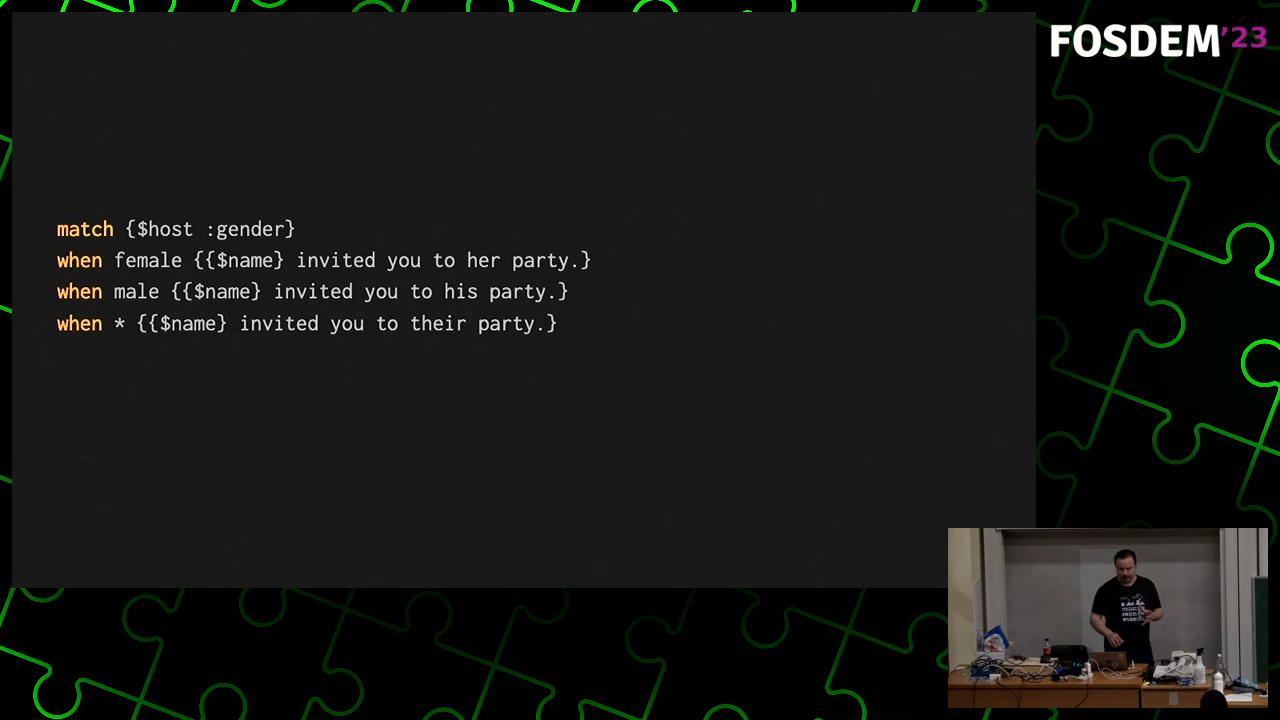 FOSDEM'23
match {$host :gender}
when female {{$name} invited you to her party.}
when male {{$name} invited you to his party.}
when * {{$name} invited you to their party.}